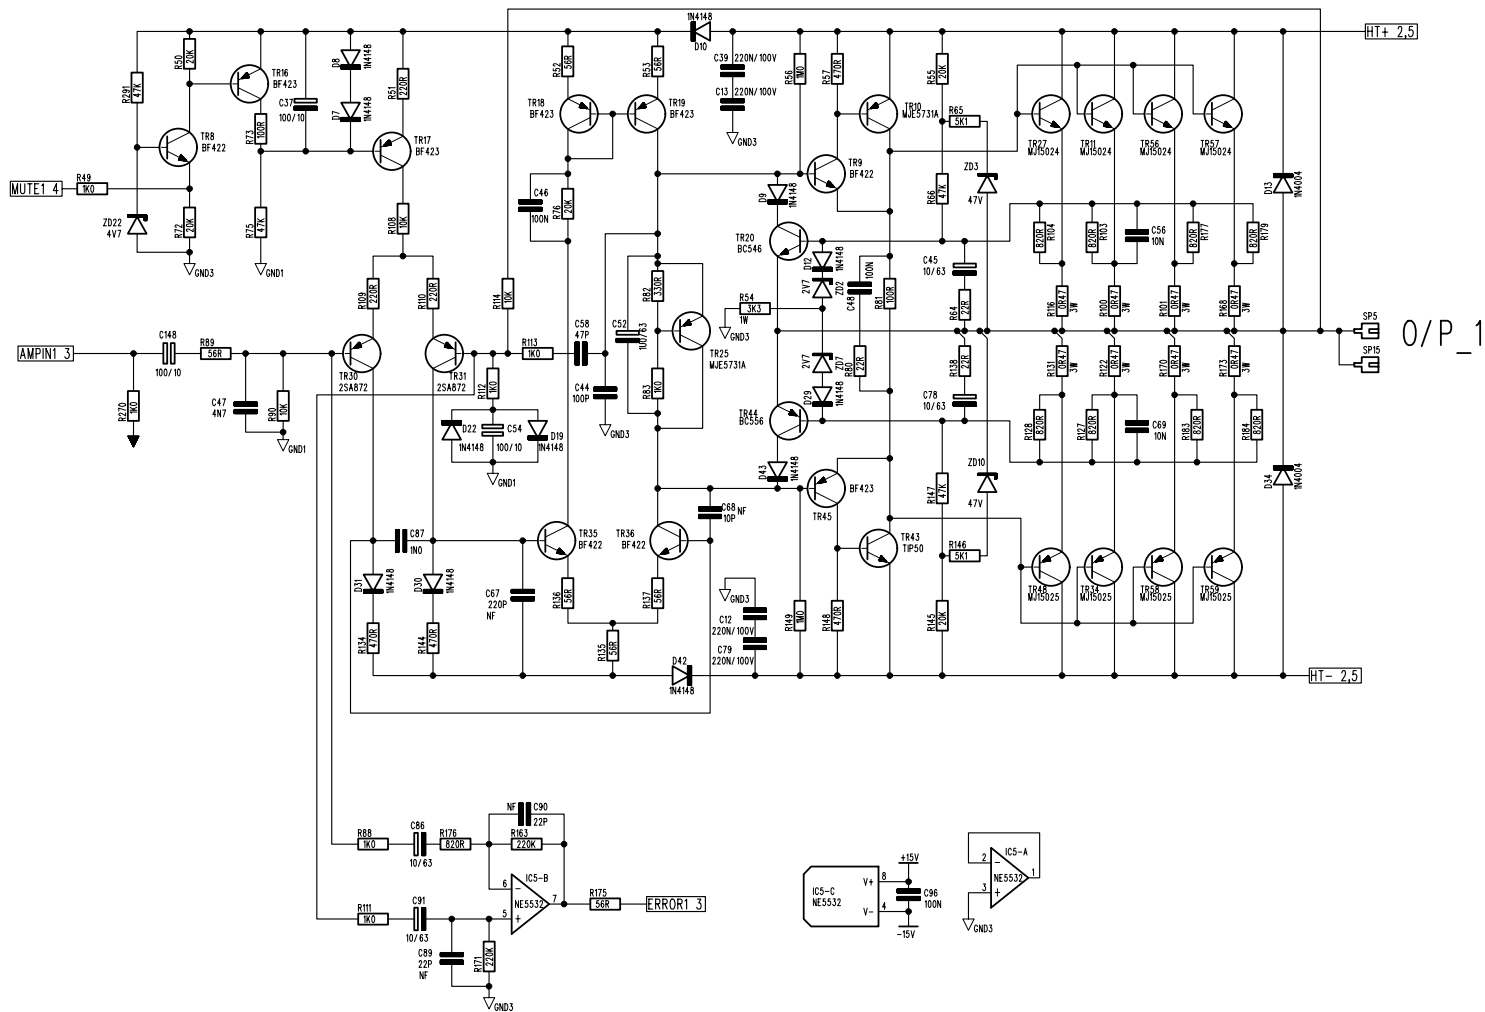 1N4148
D10
HT+ 2,5
R50
20K
R291
47K
TR16
BF423
D8
1N4148
D7
1N4148
C37
100/10
R51
220R
R52
56R
R53
56R
C39 220N/100V
C13 220N/100V
GND3
R56
1M0
R57
470R
R55
20K
TR10
MJE5731A
R65
5K1
TR27
MJ15024
TR11
MJ15024
TR56
MJ15024
TR57
MJ15024
TR8
BF422
R73
100R
TR17
BF423
TR18
BF423
TR19
BF423
TR9
BF422
MUTE1 4
R49
1K0
ZD22
4V7
R72
20K
GND3
R75
47K
GND1
R108
10K
C46
100N
R76
20K
D9
1N4148
R66
47K
ZD3
47V
D13
1N4004
TR20
BC546
D12
1N4148
2V7
ZD2
C48
100N
R81
100R
C45
10/63
R64
22R
R104
820R
R103
820R
C56
10N
R177
820R
R179
820R
R109
220R
R110
220R
R114
10K
R82
330R
R54
3K3
1W
GND3
R116
0R47
3W
R100
0R47
3W
R101
0R47
3W
R168
0R47
3W
SP5
SP15
O/P_1
AMPIN1 3
C148
100/10
R89
56R
TR30
2SA872
TR31
2SA872
R113
1K0
C58
47P
C52
100/63
TR25
MJE5731A
2V7
ZD7
D29
1N4148
R80
22R
R138
22R
C78
10/63
R131
0R47
3W
R122
0R47
3W
R170
0R47
3W
R173
0R47
3W
R270
1K0
C47
4N7
R90
10K
GND1
R112
1K0
D22
1N4148
C54
100/10
D19
1N4148
GND1
C44
100P
GND3
R83
1K0
TR44
BC556
D43
1N4148
R128
820R
R127
820R
C69
10N
R183
820R
R184
820R
BF423
TR45
R147
47K
ZD10
47V
D34
1N4004
C68 NF
10P
C87
1N0
TR35
BF422
TR36
BF422
TR43
TIP50
R146
5K1
TR48
MJ15025
TR34
MJ15025
TR58
MJ15025
TR59
MJ15025
D31
1N4148
D30
1N4148
C67
220P
NF
R136
56R
R137
56R
GND3
C12
220N/100V
C79
220N/100V
R149
1M0
R148
470R
R145
20K
R134
470R
R144
470R
R135
56R
D42
1N4148
HT- 2,5
NF C90
22P
R88
1K0
C86
10/63
R176
820R
R163
220K
IC5-B
NE5532
6
5
7
R175
56R
ERROR1 3
R111
1K0
C91
10/63
C89
22P
NF
R171
220K
GND3
IC5-C
NE5532
V+
V-
8
4
+15V
-15V
C96
100N
IC5-A
NE5532
2
3
1
GND3